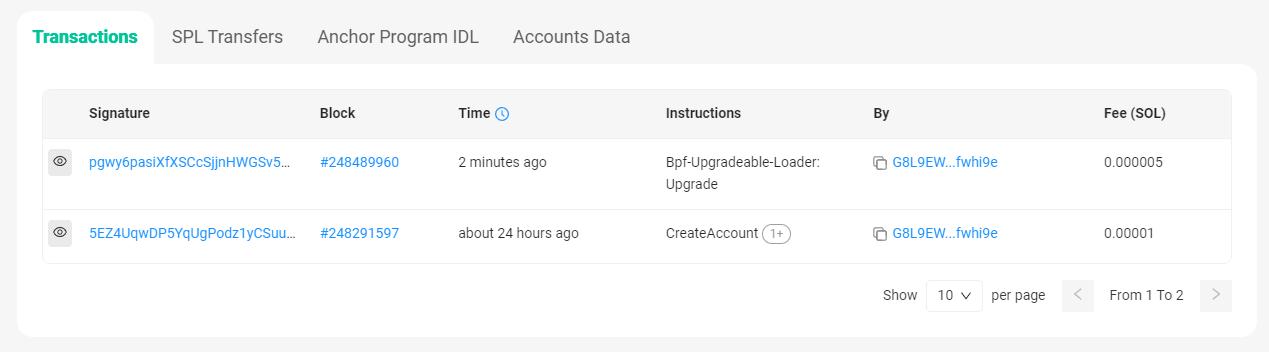 Transactions SPL Transfers Anchor Program IDL Accounts Data
Signature Block Time Instructions By Fee (SOL)
pgwy6pasiXfXSCcSjjnHWGSv5... #248489960 2 minutes ago Bpf-Upgradeable-Loader: G8L9EW...fwhi9e 0.000005
Upgrade
5EZ4UqwDP5YqUgPodz1yCSuu... #248291597 about 24 hours ago CreateAccount 1+ G8L9EW...fwhi9e 0.00001
Show 10 per page From 1 To 2